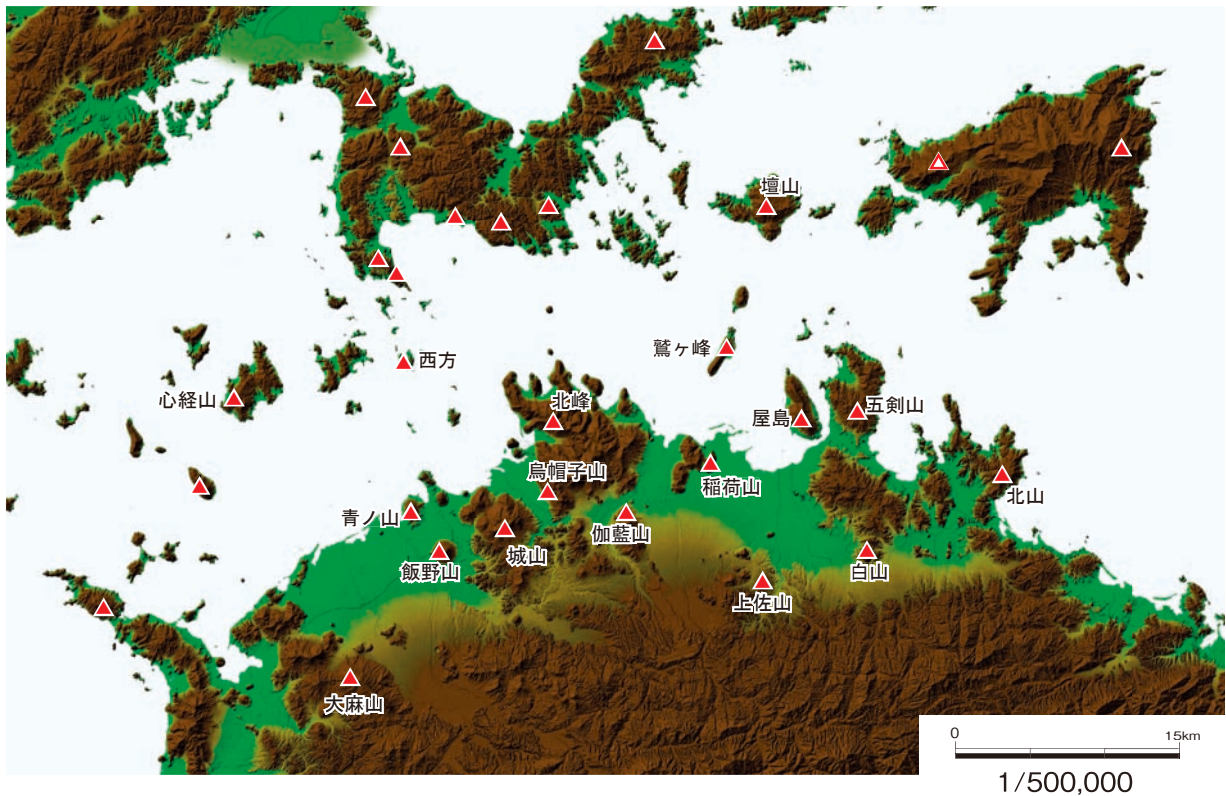 壇山
鷲ヶ峰
西方
心経山
北峰
屋島
五剣山
烏帽子山
稲荷山
北山
青ノ山
伽藍山
城山
飯野山
白山
上佐山
大麻山
0 15km
1/500,000